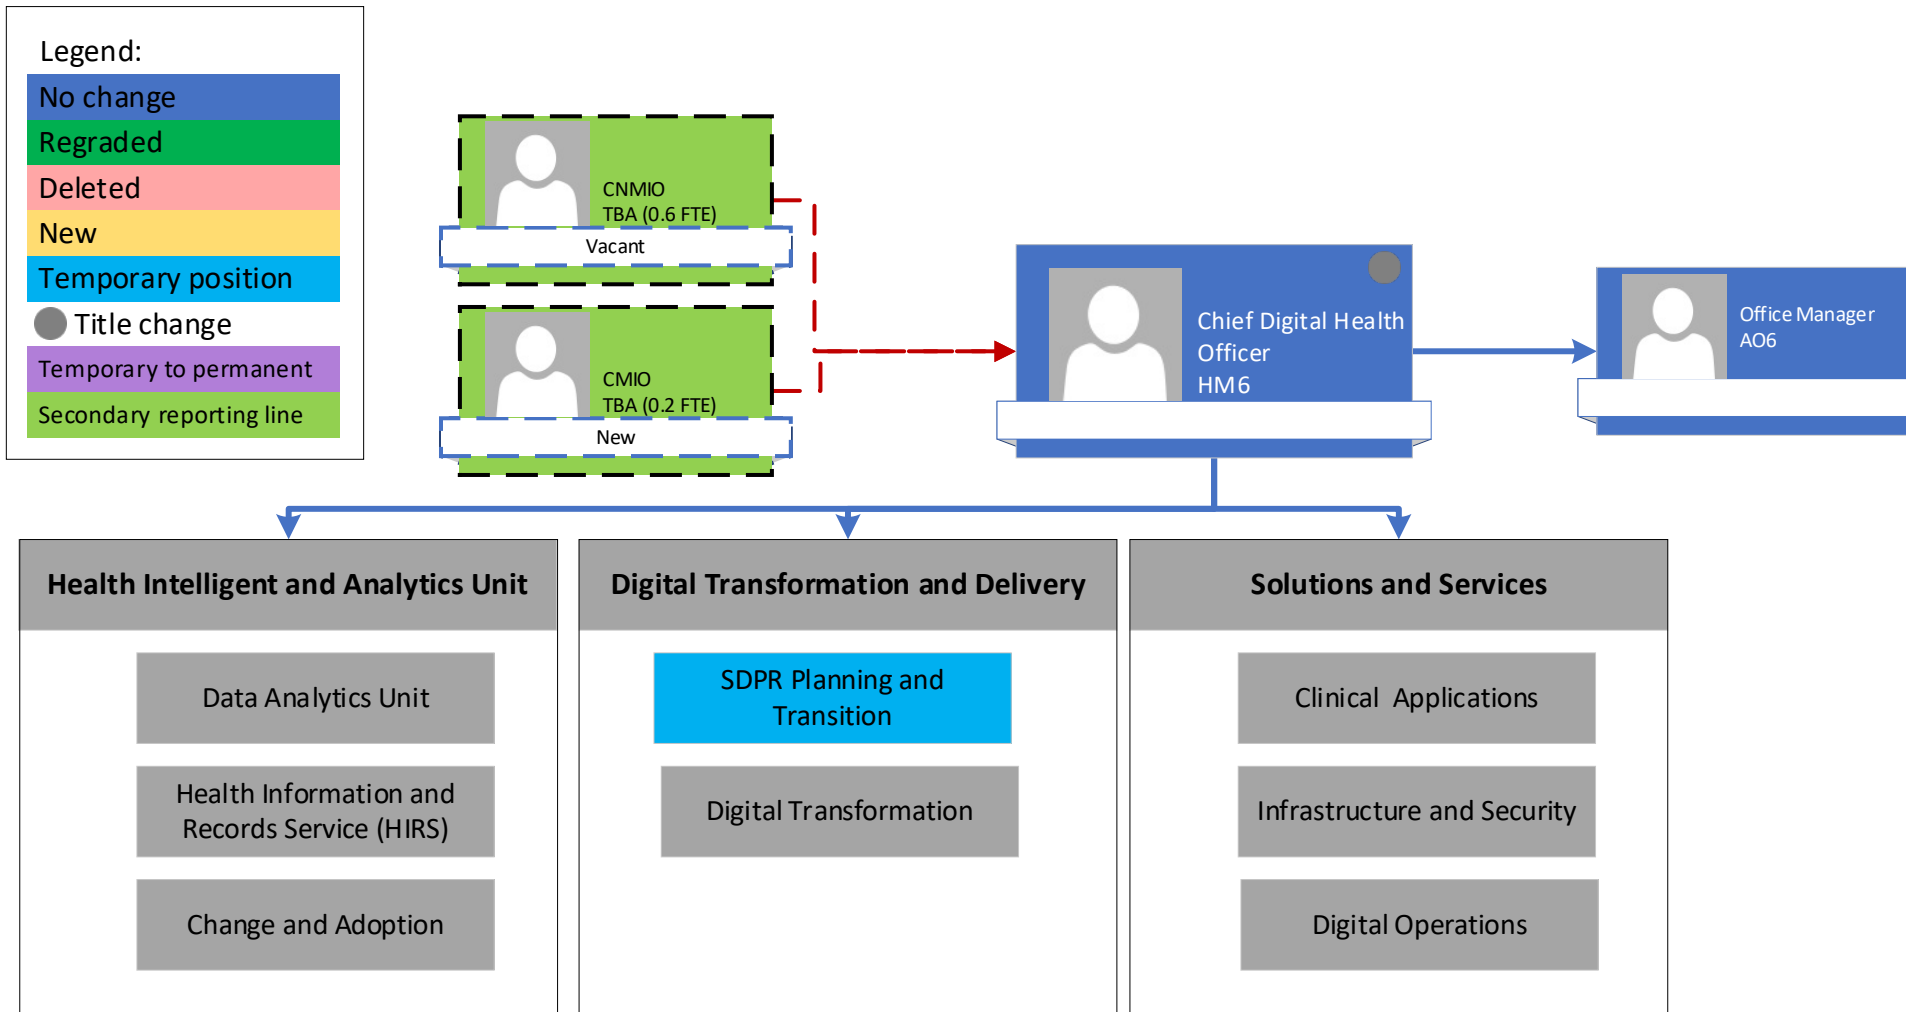 Legend:
No change
Regraded
Deleted
New
Temporary position
Title change
Temporary to permanent
Secondary reporting line
CNMIO
TBA (0.6 FTE)
Vacant
CMIO
TBA (0.2 FTE)
New
Chief Digital Health
Officer
HM6
Office Manager
AO6
Health Intelligent and Analytics Unit
Data Analytics Unit
Health Information and
Records Service (HIRS)
Change and Adoption
Digital Transformation and Delivery
SDPR Planning and
Transition
Digital Transformation
Solutions and Services
Clinical Applications
Infrastructure and Security
Digital Operations